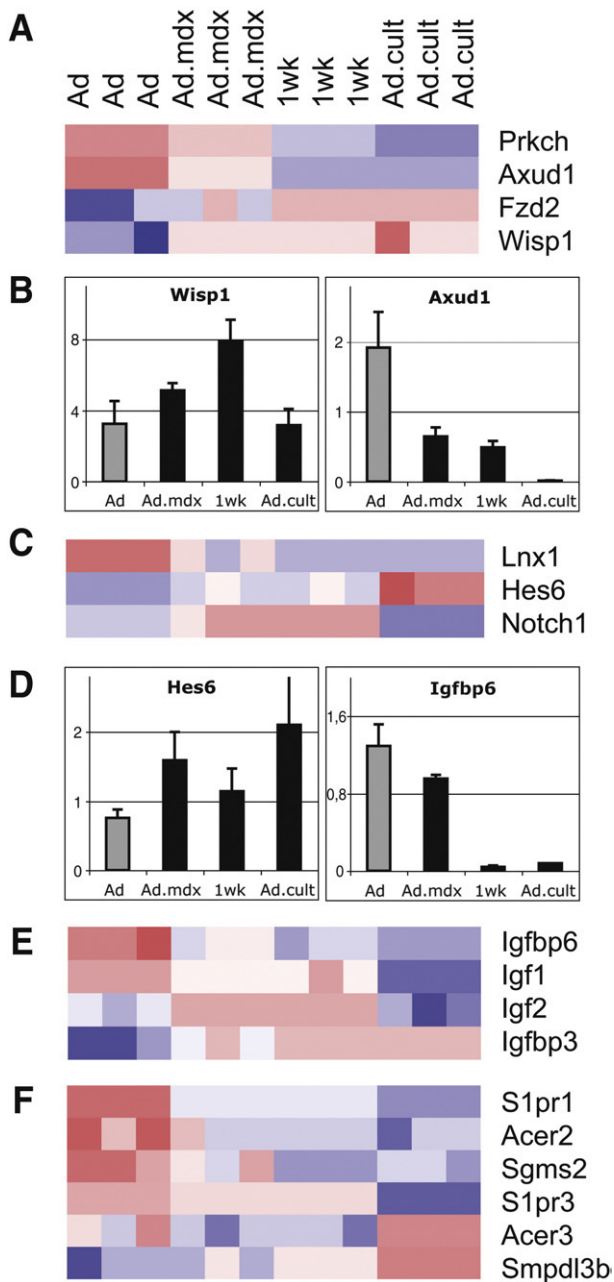 A
Ad Ad Ad Ad.mdx Ad.mdx Ad.mdx 1wk 1wk 1wk Ad.cult Ad.cult Ad.cult
Prkch
Axud1
Fzd2
Wisp1
B
Wisp1
8
4
0
Ad Ad.mdx 1wk Ad.cult
Axud1
2
1
0
Ad Ad.mdx 1wk Ad.cult
C
Lnx1
Hes6
Notch1
D
Hes6
2
1
0
Ad Ad.mdx 1wk Ad.cult
Igfbp6
1,6
0,8
0
Ad Ad.mdx 1wk Ad.cult
E
Igfbp6
Igf1
Igf2
Igfbp3
F
S1pr1
Acer2
Sgms2
S1pr3
Acer3
Smpdl3b